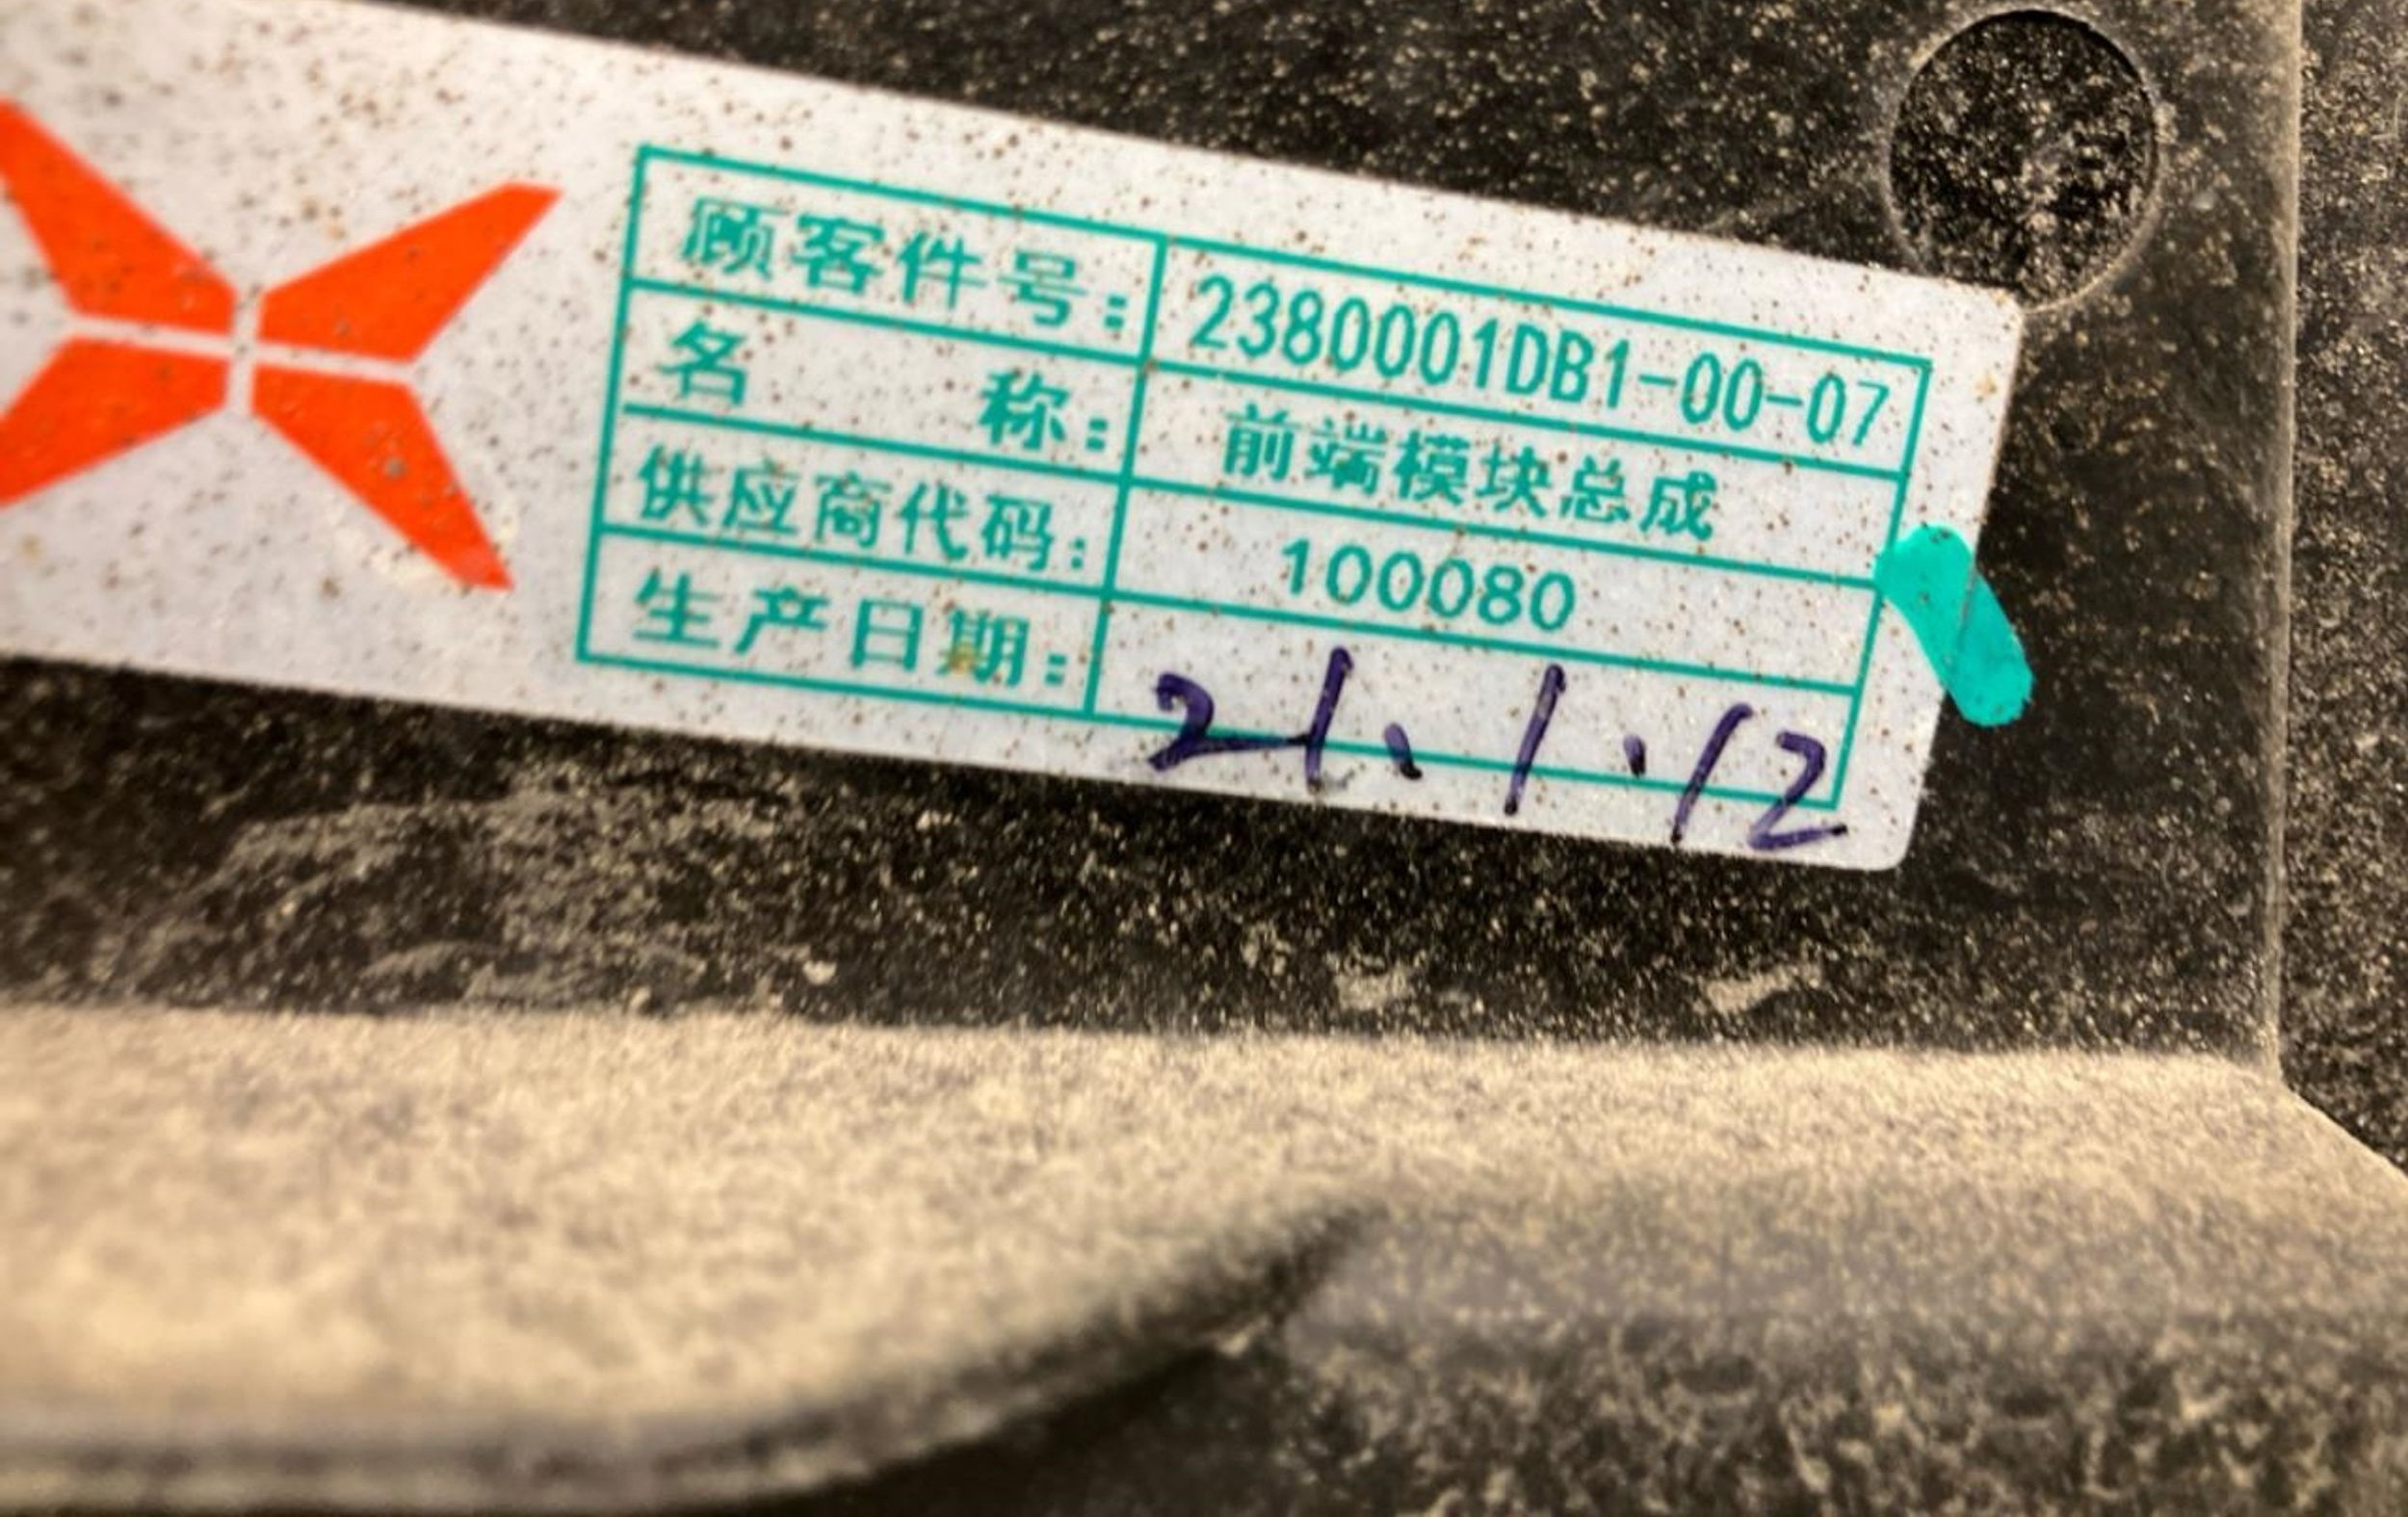 顾客件号: 2380001DB1-00-07
名 称: 前端模块总成
供应商代码: 100080
生产日期: 21.1.12